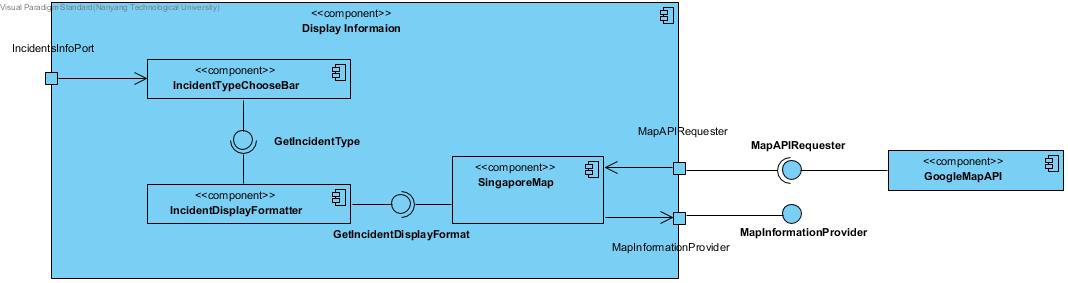 Visual Paradigm Standard(Nanyang Technological University)
<<component>>
Display Informaion
IncidentsInfoPort
<<component>>
IncidentTypeChooseBar
GetIncidentType
MapAPIRequester
MapAPIRequester
<<component>>
GoogleMapAPI
<<component>>
SingaporeMap
<<component>>
IncidentDisplayFormatter
GetIncidentDisplayFormat
MapInformationProvider
MapInformationProvider